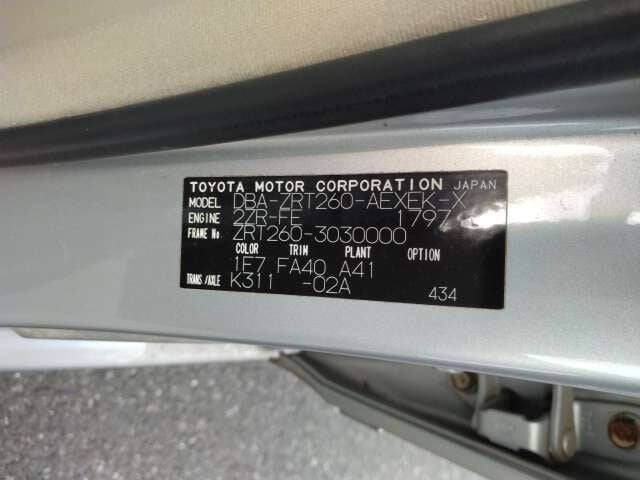 TOYOTA MOTOR CORPORATION JAPAN
MODEL DBA-ZRT260-AEXEK-X
ENGINE 2ZR-FE 1797
FRAME No. ZRT260-3030000
COLOR TRIM PLANT OPTION
1E7 FA40 A41
TRANS./AXLE K311 -02A
434